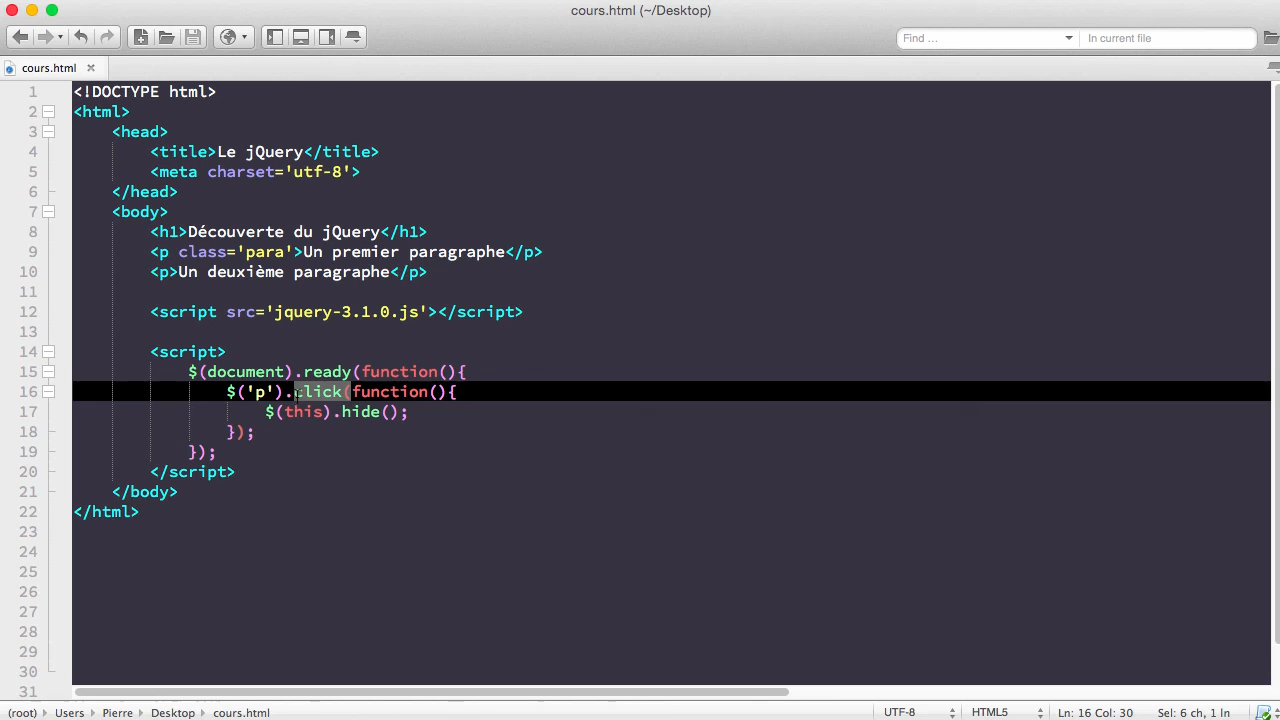 cours.html (~/Desktop)
Find ...
In current file
cours.html
1 <!DOCTYPE html>
2 <html>
3 <head>
4 <title>Le jQuery</title>
5 <meta charset='utf-8'>
6 </head>
7 <body>
8 <h1>Découverte du jQuery</h1>
9 <p class='para'>Un premier paragraphe</p>
10 <p>Un deuxième paragraphe</p>
11
12 <script src='jquery-3.1.0.js'></script>
13
14 <script>
15 $(document).ready(function(){
16 $('p').click(function(){
17 $(this).hide();
18 });
19 });
20 </script>
21 </body>
22 </html>
23
24
25
26
27
28
29
30
31
(root) Users Pierre Desktop cours.html UTF-8 HTML5 Ln: 16 Col: 30 Sel: 6 ch, 1 ln